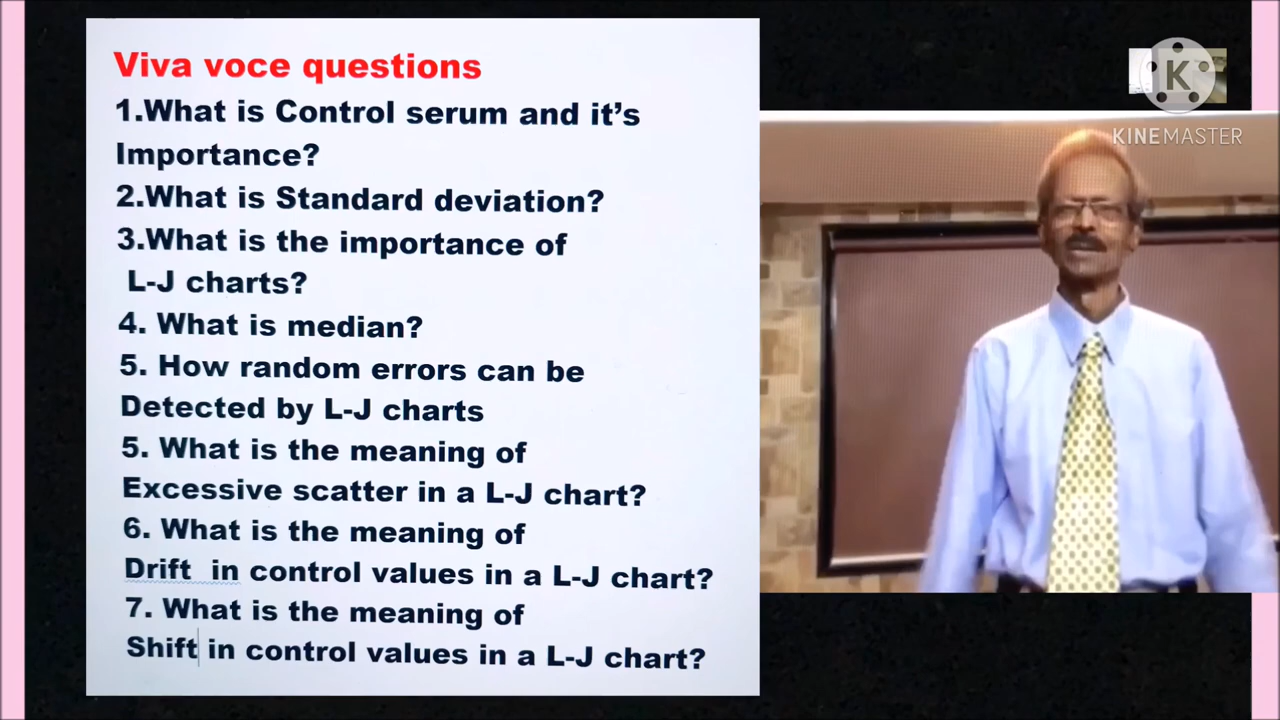 Viva voce questions
1.What is Control serum and it’s
Importance?
2.What is Standard deviation?
3.What is the importance of
L-J charts?
4. What is median?
5. How random errors can be
Detected by L-J charts
5. What is the meaning of
Excessive scatter in a L-J chart?
6. What is the meaning of
Drift in control values in a L-J chart?
7. What is the meaning of
Shift in control values in a L-J chart?
K
KINEMASTER